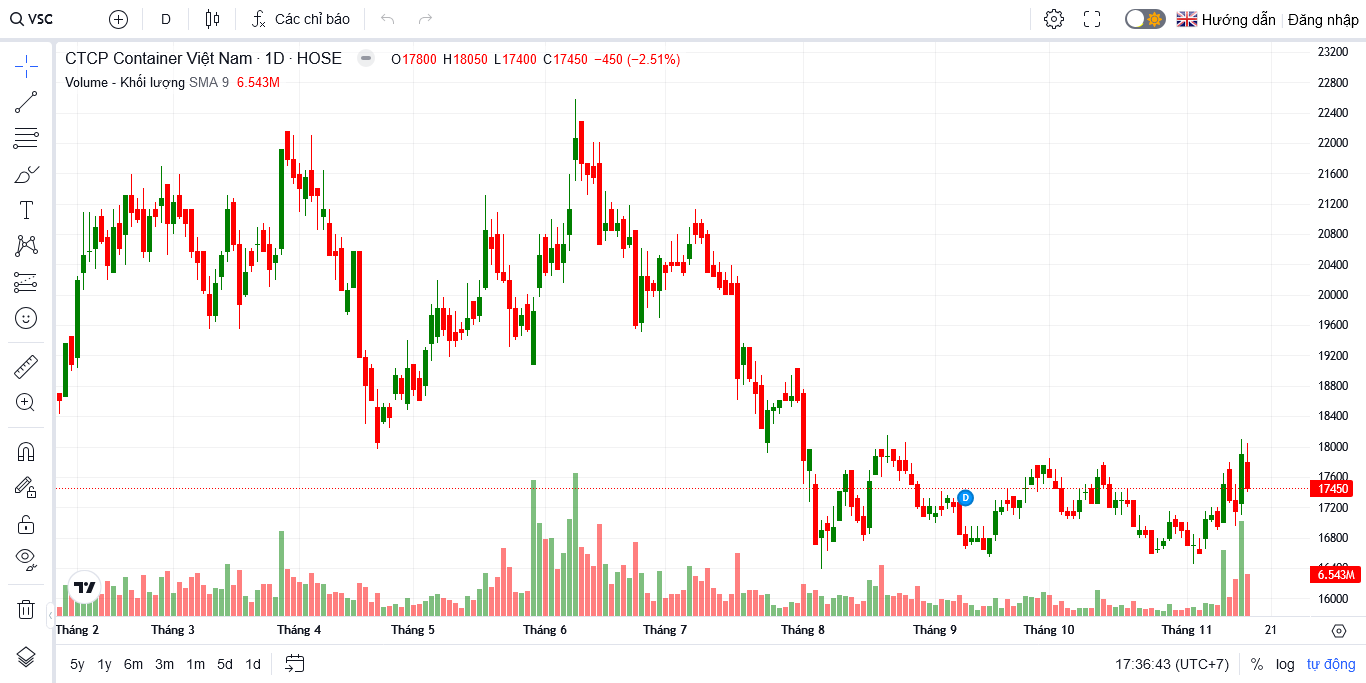 VSC D Các chỉ báo Hướng dẫn Đăng nhập
CTCP Container Việt Nam · 1D · HOSE O17800 H18050 L17400 C17450 −450 (−2.51%)
Volume - Khối lượng SMA 9 6.543M
23200
22800
22400
22000
21600
21200
20800
20400
20000
19600
19200
18800
18400
18000
17600
17450
17200
16800
6.543M
16000
D
Tháng 2 Tháng 3 Tháng 4 Tháng 5 Tháng 6 Tháng 7 Tháng 8 Tháng 9 Tháng 10 Tháng 11 21
5y 1y 6m 3m 1m 5d 1d 17:36:43 (UTC+7) % log tự động